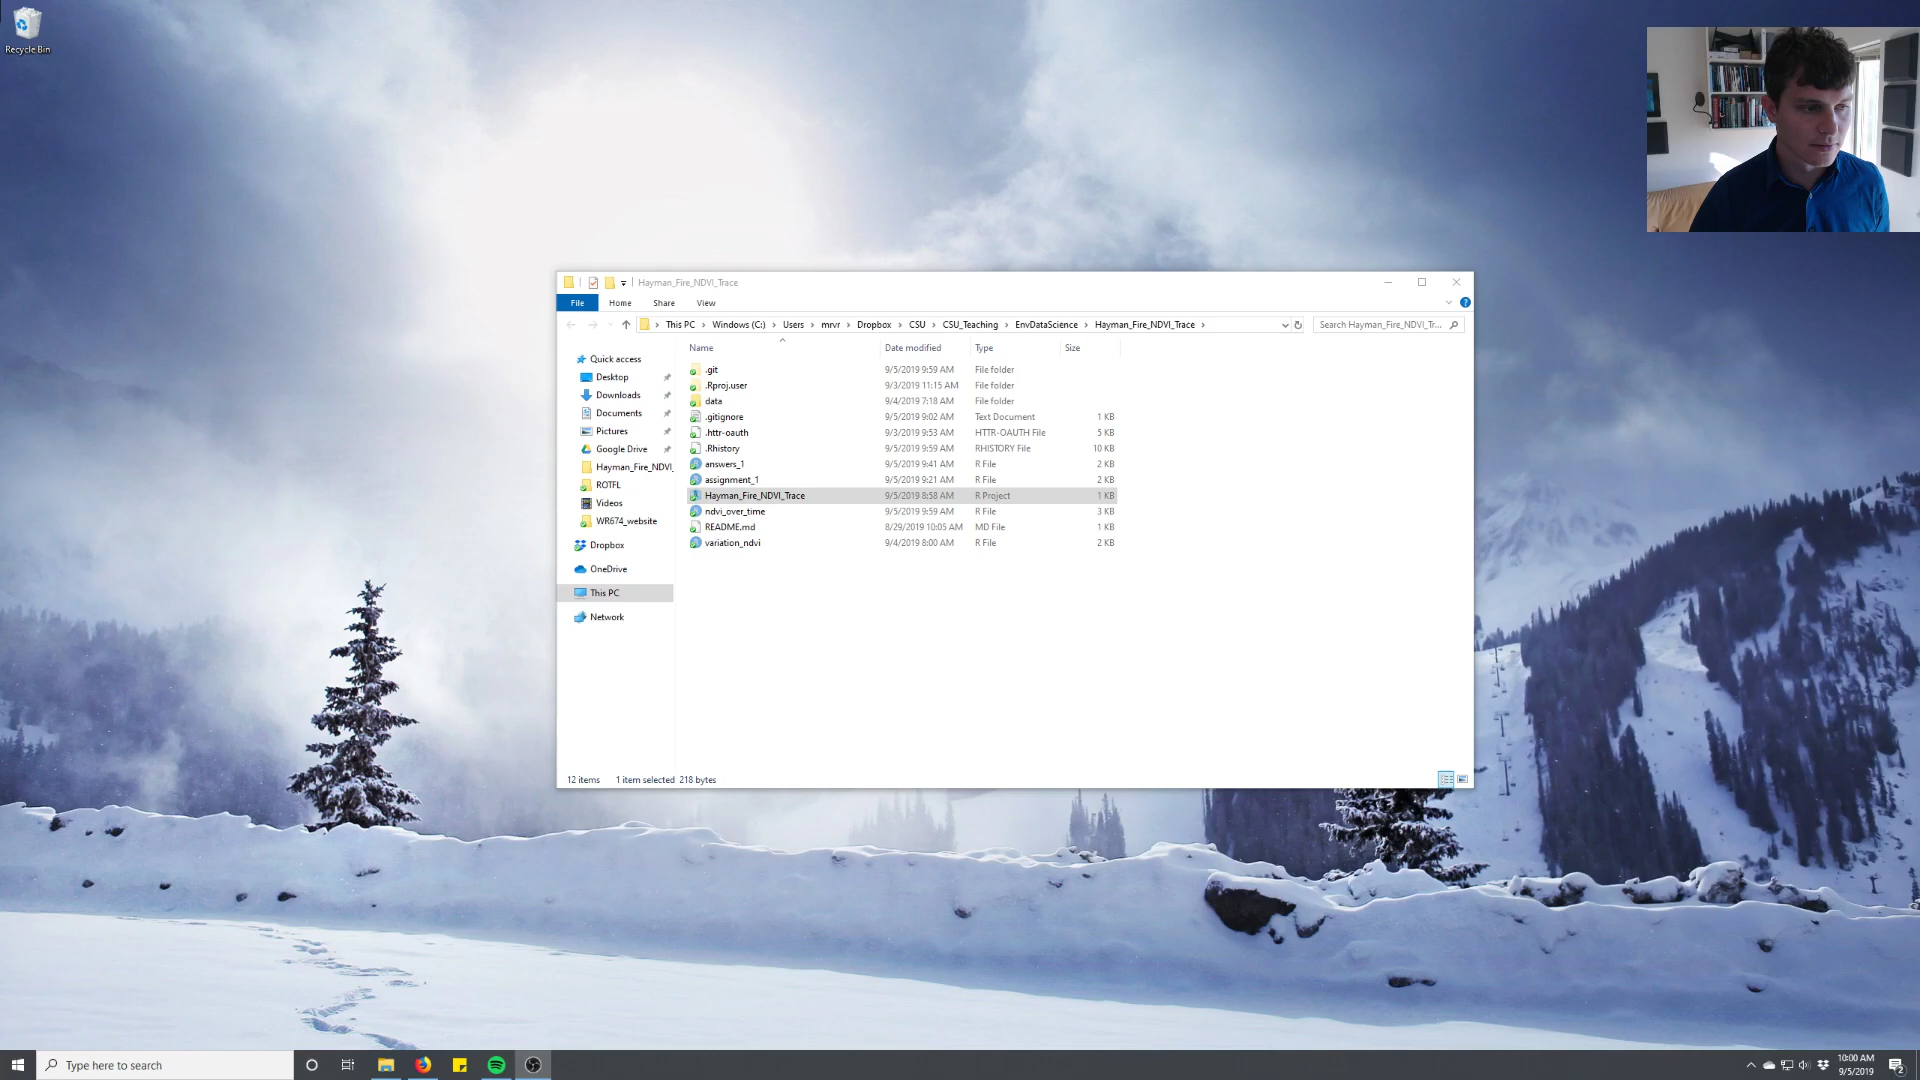 Recycle Bin
Hayman_Fire_NDVI_Trace
File Home Share View
This PC Windows (C:) Users mrvr Dropbox CSU CSU_Teaching EnvDataScience Hayman_Fire_NDVI_Trace
Search Hayman_Fire_NDVI_Tr...
Name Date modified Type Size
Quick access
Desktop
Downloads
Documents
Pictures
Google Drive
Hayman_Fire_NDVI_
ROTFL
Videos
WR674_website
Dropbox
OneDrive
This PC
Network
.git 9/5/2019 9:59 AM File folder
.Rproj.user 9/3/2019 11:15 AM File folder
data 9/4/2019 7:18 AM File folder
.gitignore 9/5/2019 9:02 AM Text Document 1 KB
.httr-oauth 9/3/2019 9:53 AM HTTR-OAUTH File 5 KB
.Rhistory 9/5/2019 9:59 AM RHISTORY File 10 KB
answers_1 9/5/2019 9:41 AM R File 2 KB
assignment_1 9/5/2019 9:21 AM R File 2 KB
Hayman_Fire_NDVI_Trace 9/5/2019 8:58 AM R Project 1 KB
ndvi_over_time 9/5/2019 9:59 AM R File 3 KB
README.md 8/29/2019 10:05 AM MD File 1 KB
variation_ndvi 9/4/2019 8:00 AM R File 2 KB
12 items 1 item selected 218 bytes
Type here to search
10:00 AM
9/5/2019
2